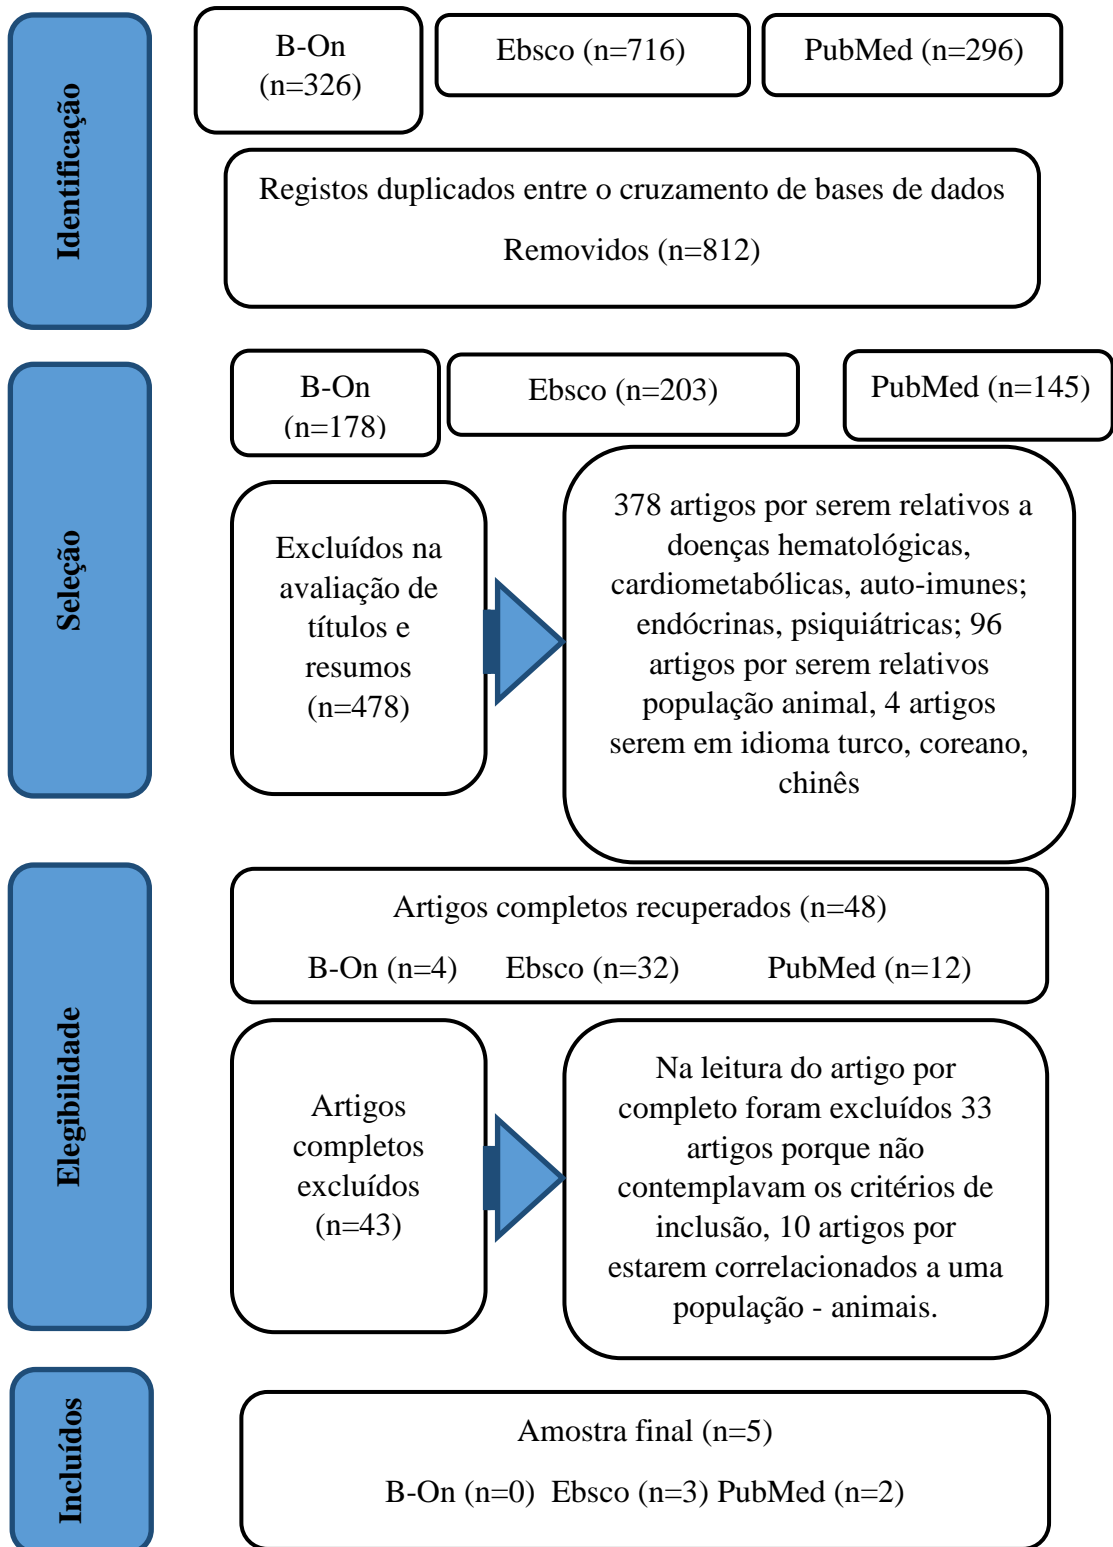 Identificação
B-On
(n=326)
Ebsco (n=716)
PubMed (n=296)
Registos duplicados entre o cruzamento de bases de dados
Removidos (n=812)
Seleção
B-On
(n=178)
Ebsco (n=203)
PubMed (n=145)
Excluídos na
avaliação de
títulos e
resumos
(n=478)
378 artigos por serem relativos a
doenças hematológicas,
cardiometabólicas, auto-imunes;
endócrinas, psiquiátricas; 96
artigos por serem relativos
população animal, 4 artigos
serem em idioma turco, coreano,
chinês
Elegibilidade
Artigos completos recuperados (n=48)
B-On (n=4) Ebsco (n=32) PubMed (n=12)
Artigos
completos
excluídos
(n=43)
Na leitura do artigo por
completo foram excluídos 33
artigos porque não
contemplavam os critérios de
inclusão, 10 artigos por
estarem correlacionados a uma
população - animais.
Incluídos
Amostra final (n=5)
B-On (n=0) Ebsco (n=3) PubMed (n=2)